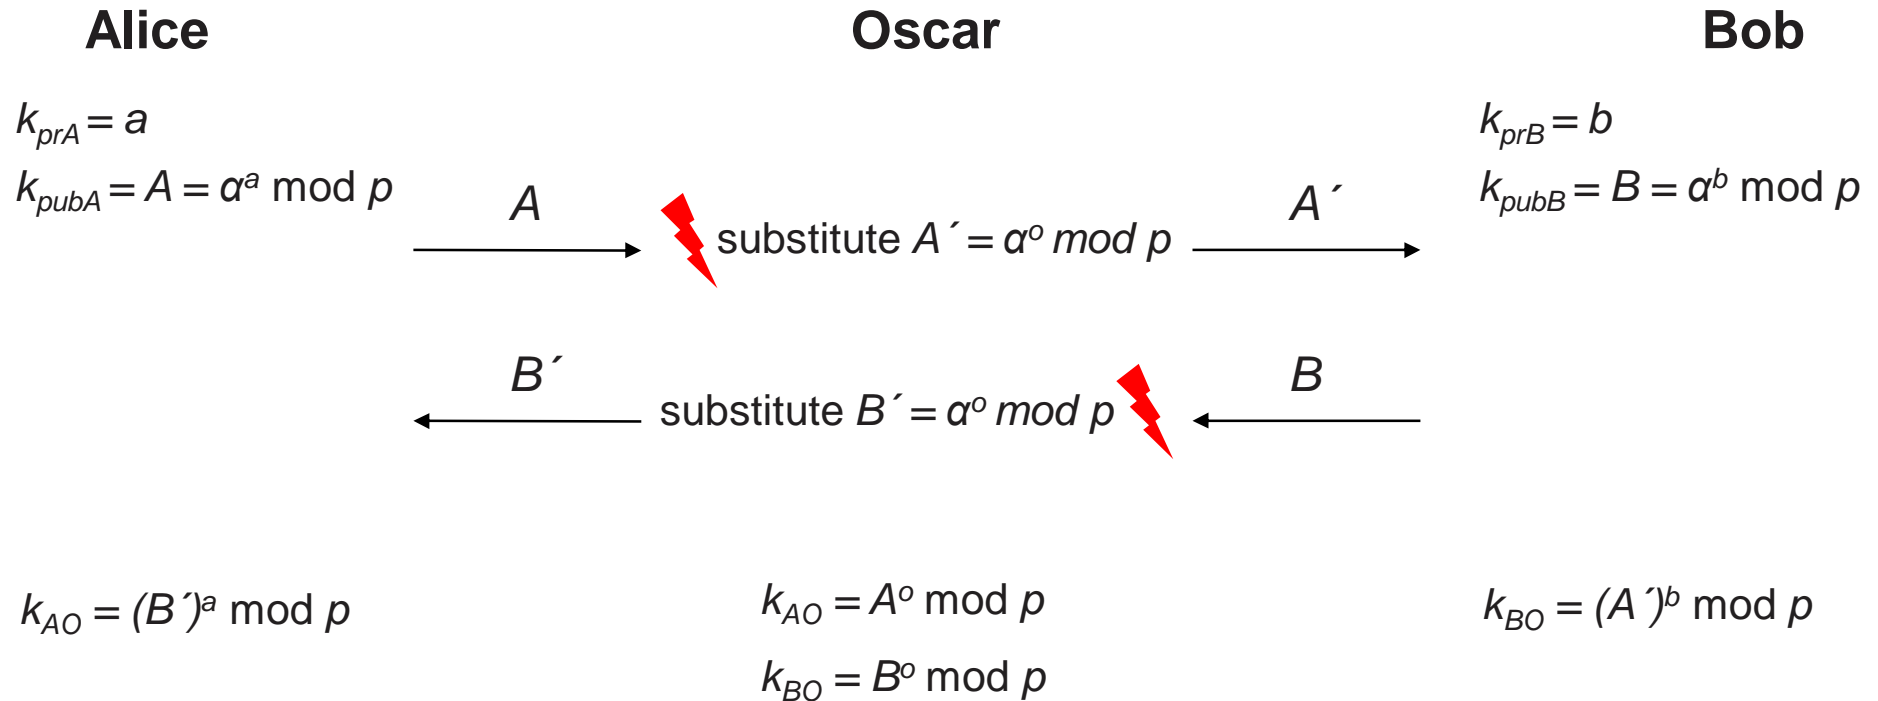 Alice Oscar Bob
k_prA = a k_prB = b
k_pubA = A = α^a mod p k_pubB = B = α^b mod p
A A´
substitute A´ = α^o mod p
B´ B
substitute B´ = α^o mod p
k_AO = (B´)^a mod p k_AO = A^o mod p k_BO = (A´)^b mod p
k_BO = B^o mod p